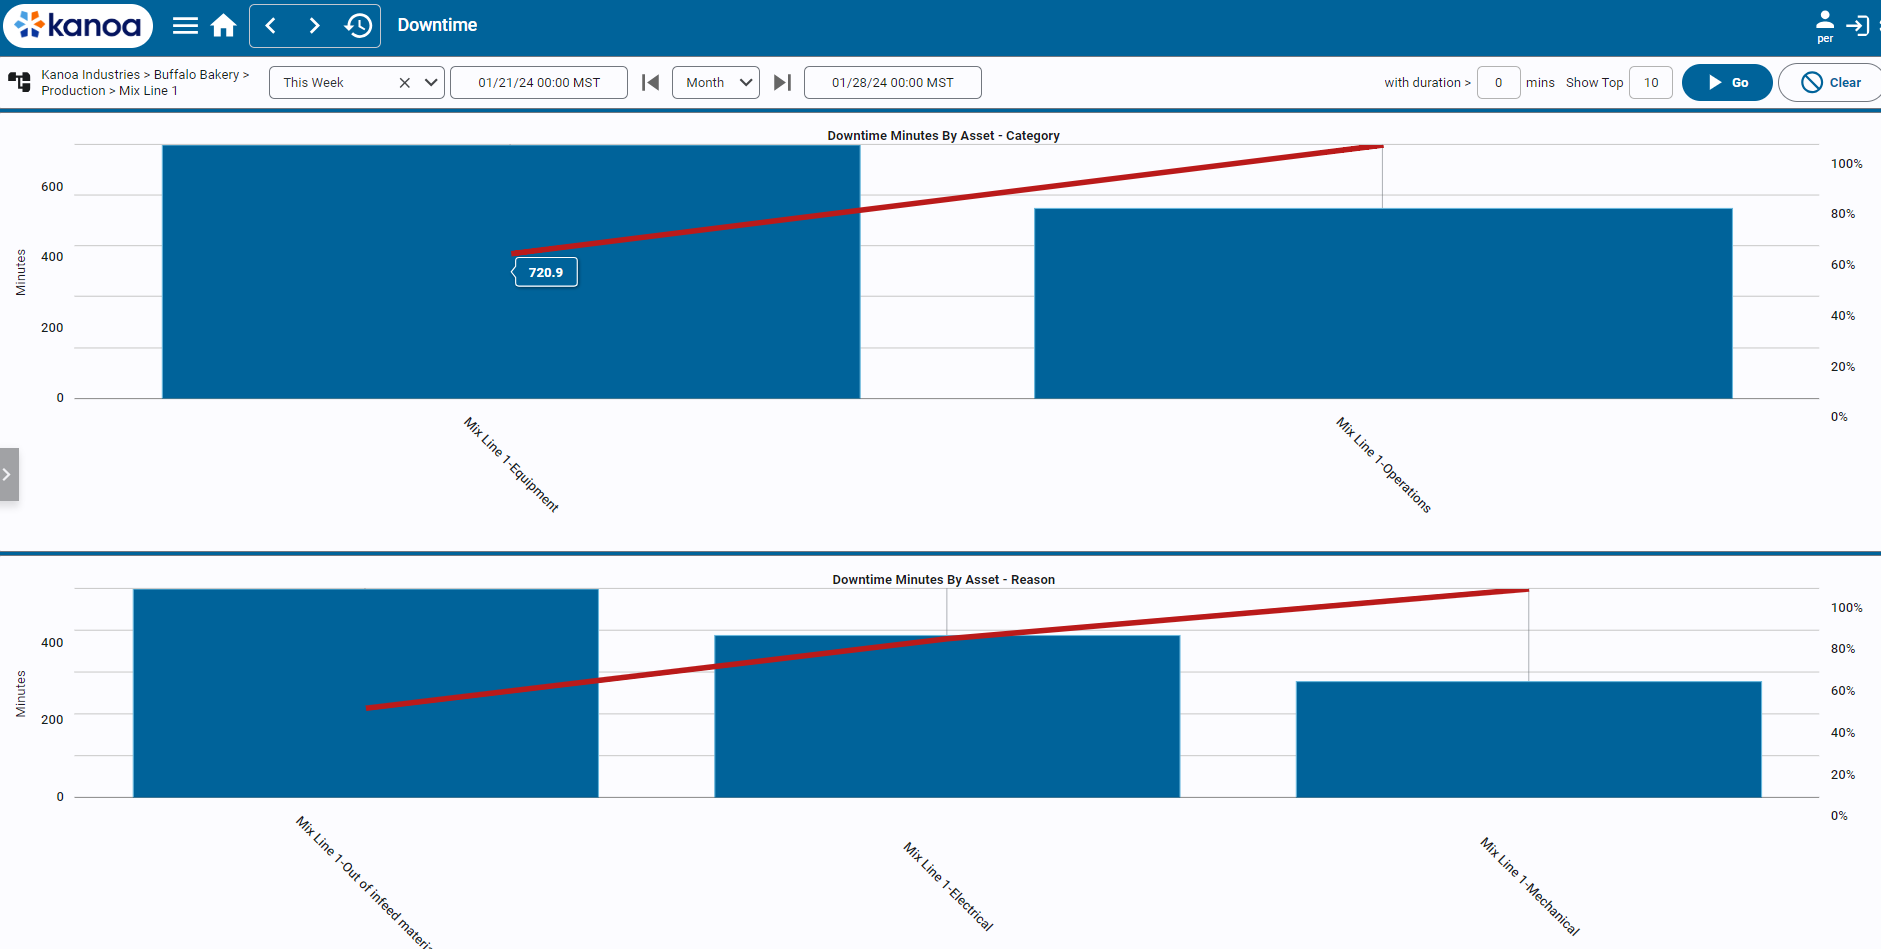 kanoa
Downtime
per
Kanoa Industries > Buffalo Bakery >
Production > Mix Line 1
This Week
01/21/24 00:00 MST
Month
01/28/24 00:00 MST
with duration >
0
mins
Show Top
10
Go
Clear
Downtime Minutes By Asset - Category
Minutes
600
400
200
0
720.9
100%
80%
60%
40%
20%
0%
Mix Line 1-Equipment
Mix Line 1-Operations
Downtime Minutes By Asset - Reason
Minutes
400
200
0
100%
80%
60%
40%
20%
0%
Mix Line 1-Out of infeed materi
Mix Line 1-Electrical
Mix Line 1-Mechanical